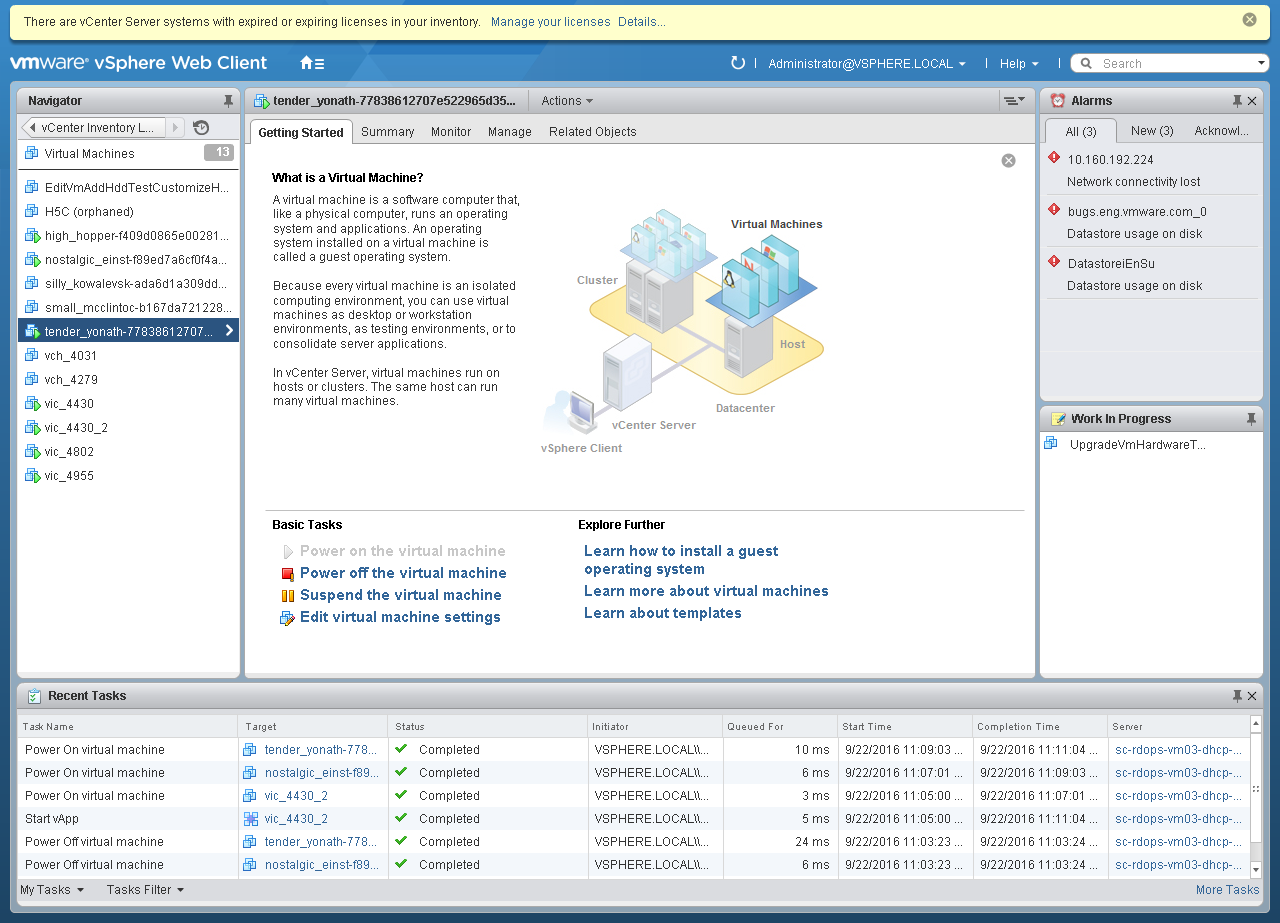 There are vCenter Server systems with expired or expiring licenses in your inventory. Manage your licenses Details...
vmware® vSphere Web Client
Administrator@VSPHERE.LOCAL
Help
Search
Navigator
vCenter Inventory L...
Virtual Machines 13
EditVmAddHddTestCustomizeH...
H5C (orphaned)
high_hopper-f409d0865e00281...
nostalgic_einst-f89ed7a6cf0f4a...
silly_kowalevsk-ada6d1a309dd...
small_mcclintoc-b167da721228...
tender_yonath-77838612707...
vch_4031
vch_4279
vic_4430
vic_4430_2
vic_4802
vic_4955
tender_yonath-77838612707e522965d35... Actions
Getting Started Summary Monitor Manage Related Objects
What is a Virtual Machine?
A virtual machine is a software computer that,
like a physical computer, runs an operating
system and applications. An operating
system installed on a virtual machine is
called a guest operating system.
Because every virtual machine is an isolated
computing environment, you can use virtual
machines as desktop or workstation
environments, as testing environments, or to
consolidate server applications.
In vCenter Server, virtual machines run on
hosts or clusters. The same host can run
many virtual machines.
Virtual Machines
Cluster
Host
Datacenter
vCenter Server
vSphere Client
Basic Tasks
Power on the virtual machine
Power off the virtual machine
Suspend the virtual machine
Edit virtual machine settings
Explore Further
Learn how to install a guest
operating system
Learn more about virtual machines
Learn about templates
Alarms
All (3) New (3) Acknowl...
10.160.192.224
Network connectivity lost
bugs.eng.vmware.com_0
Datastore usage on disk
DatastoreiEnSu
Datastore usage on disk
Work In Progress
UpgradeVmHardwareT...
Recent Tasks
Task Name Target Status Initiator Queued For Start Time Completion Time Server
Power On virtual machine tender_yonath-778... Completed VSPHERE.LOCAL\\... 10 ms 9/22/2016 11:09:03 ... 9/22/2016 11:11:04 ... sc-rdops-vm03-dhcp-...
Power On virtual machine nostalgic_einst-f89... Completed VSPHERE.LOCAL\\... 6 ms 9/22/2016 11:07:01 ... 9/22/2016 11:09:03 ... sc-rdops-vm03-dhcp-...
Power On virtual machine vic_4430_2 Completed VSPHERE.LOCAL\\... 3 ms 9/22/2016 11:05:00 ... 9/22/2016 11:07:01 ... sc-rdops-vm03-dhcp-...
Start vApp vic_4430_2 Completed VSPHERE.LOCAL\\... 5 ms 9/22/2016 11:05:00 ... 9/22/2016 11:11:04 ... sc-rdops-vm03-dhcp-...
Power Off virtual machine tender_yonath-778... Completed VSPHERE.LOCAL\\... 24 ms 9/22/2016 11:03:23 ... 9/22/2016 11:03:24 ... sc-rdops-vm03-dhcp-...
Power Off virtual machine nostalgic_einst-f89... Completed VSPHERE.LOCAL\\... 6 ms 9/22/2016 11:03:23 ... 9/22/2016 11:03:24 ... sc-rdops-vm03-dhcp-...
My Tasks Tasks Filter More Tasks